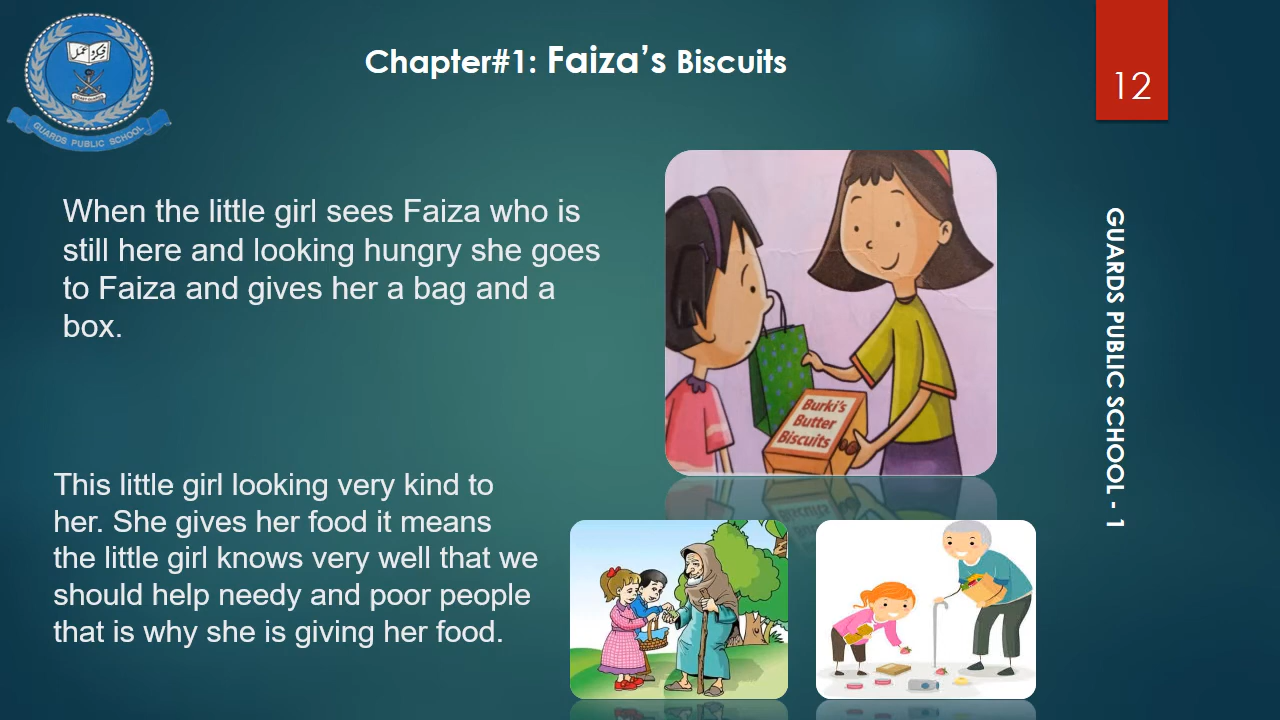 Chapter#1: Faiza’s Biscuits
12
GUARDS PUBLIC SCHOOL
When the little girl sees Faiza who is
still here and looking hungry she goes
to Faiza and gives her a bag and a
box.
Burki's
Butter
Biscuits
This little girl looking very kind to
her. She gives her food it means
the little girl knows very well that we
should help needy and poor people
that is why she is giving her food.
GUARDS PUBLIC SCHOOL - 1